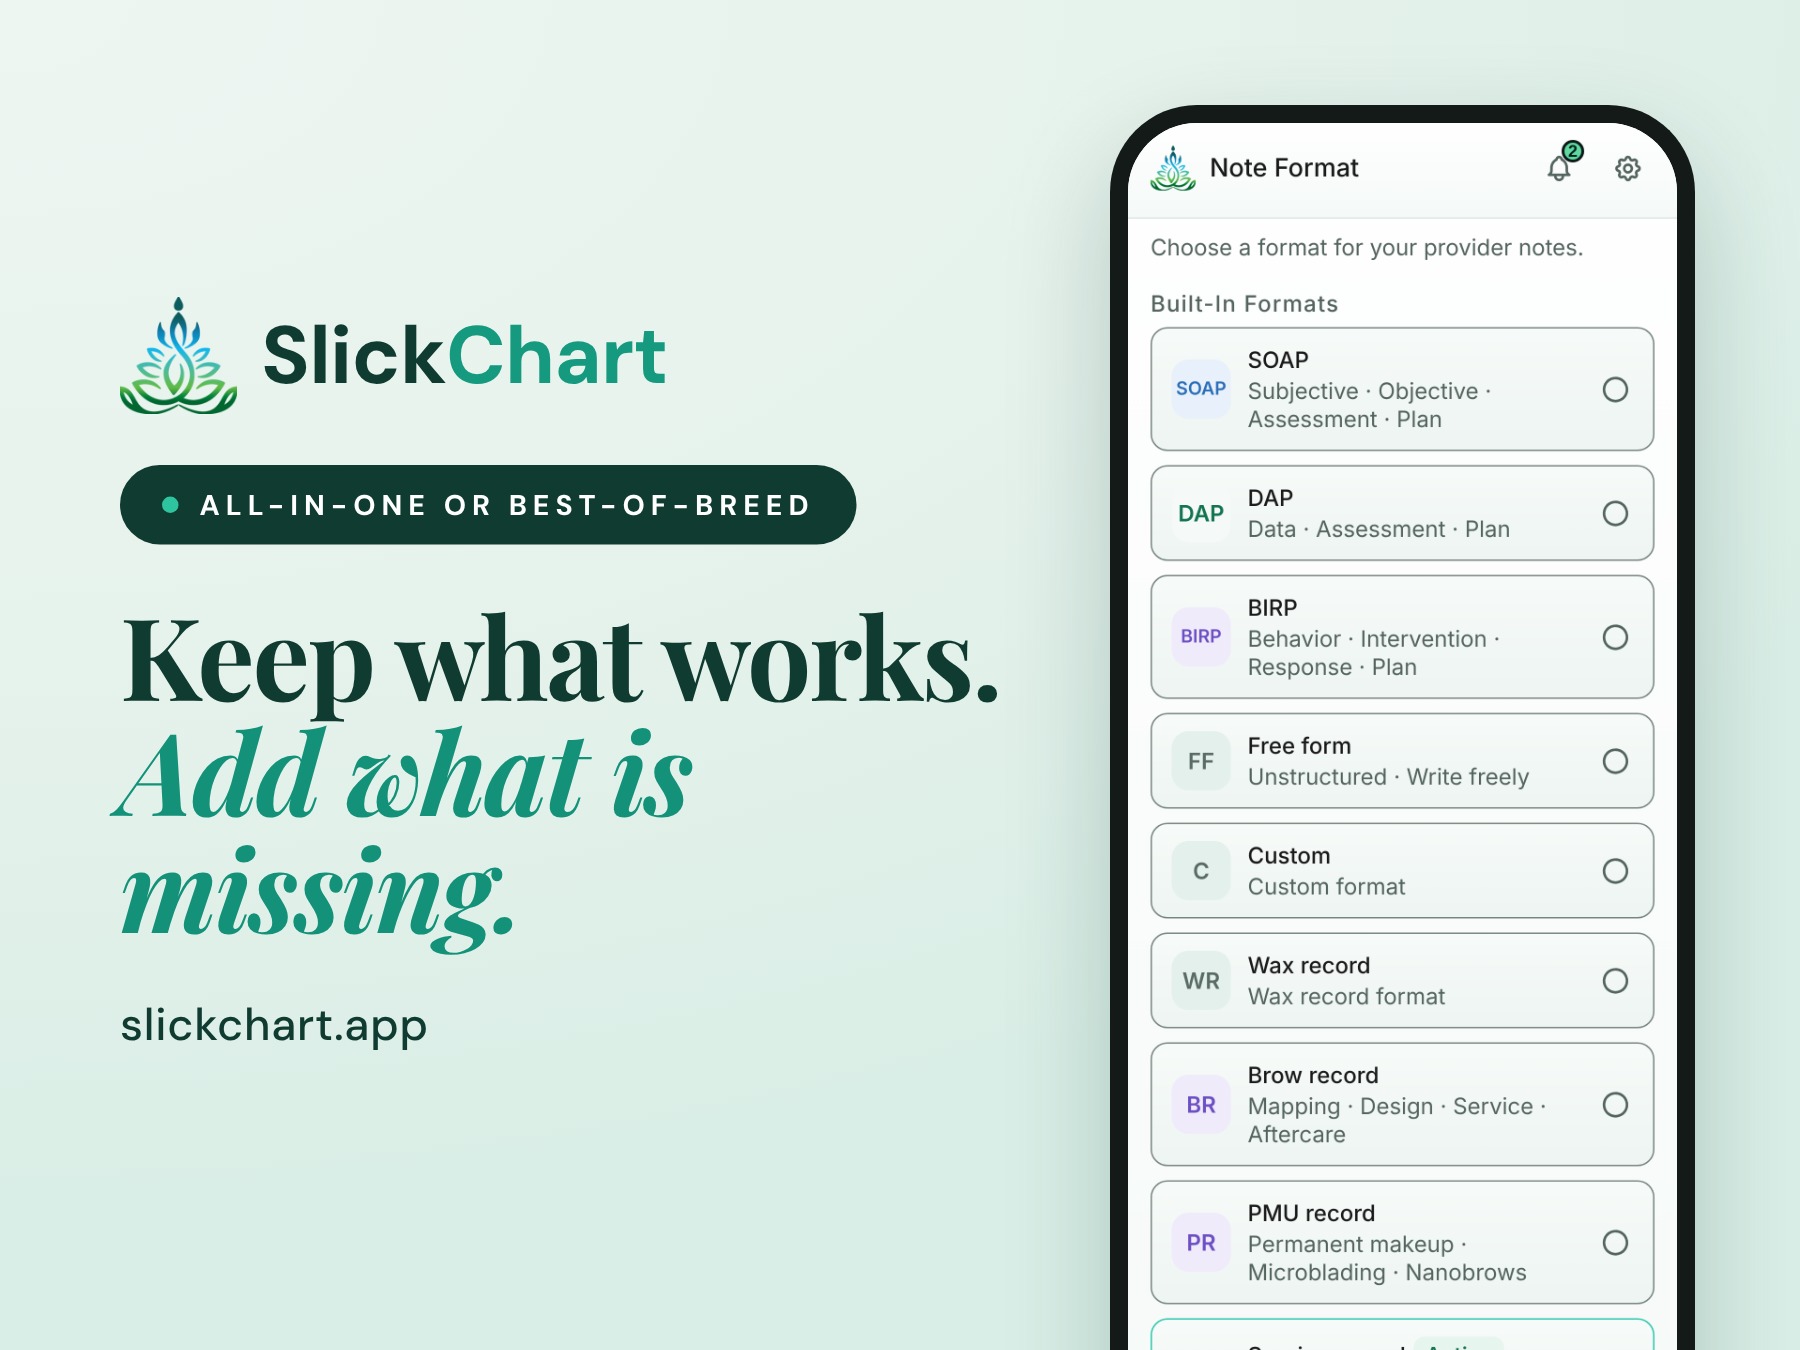 SlickChart
ALL-IN-ONE OR BEST-OF-BREED
Keep what works.
Add what is
missing.
slickchart.app
Note Format
2
Choose a format for your provider notes.
Built-In Formats
SOAP
SOAP
Subjective · Objective ·
Assessment · Plan
DAP
DAP
Data · Assessment · Plan
BIRP
BIRP
Behavior · Intervention ·
Response · Plan
FF
Free form
Unstructured · Write freely
C
Custom
Custom format
WR
Wax record
Wax record format
BR
Brow record
Mapping · Design · Service ·
Aftercare
PR
PMU record
Permanent makeup ·
Microblading · Nanobrows